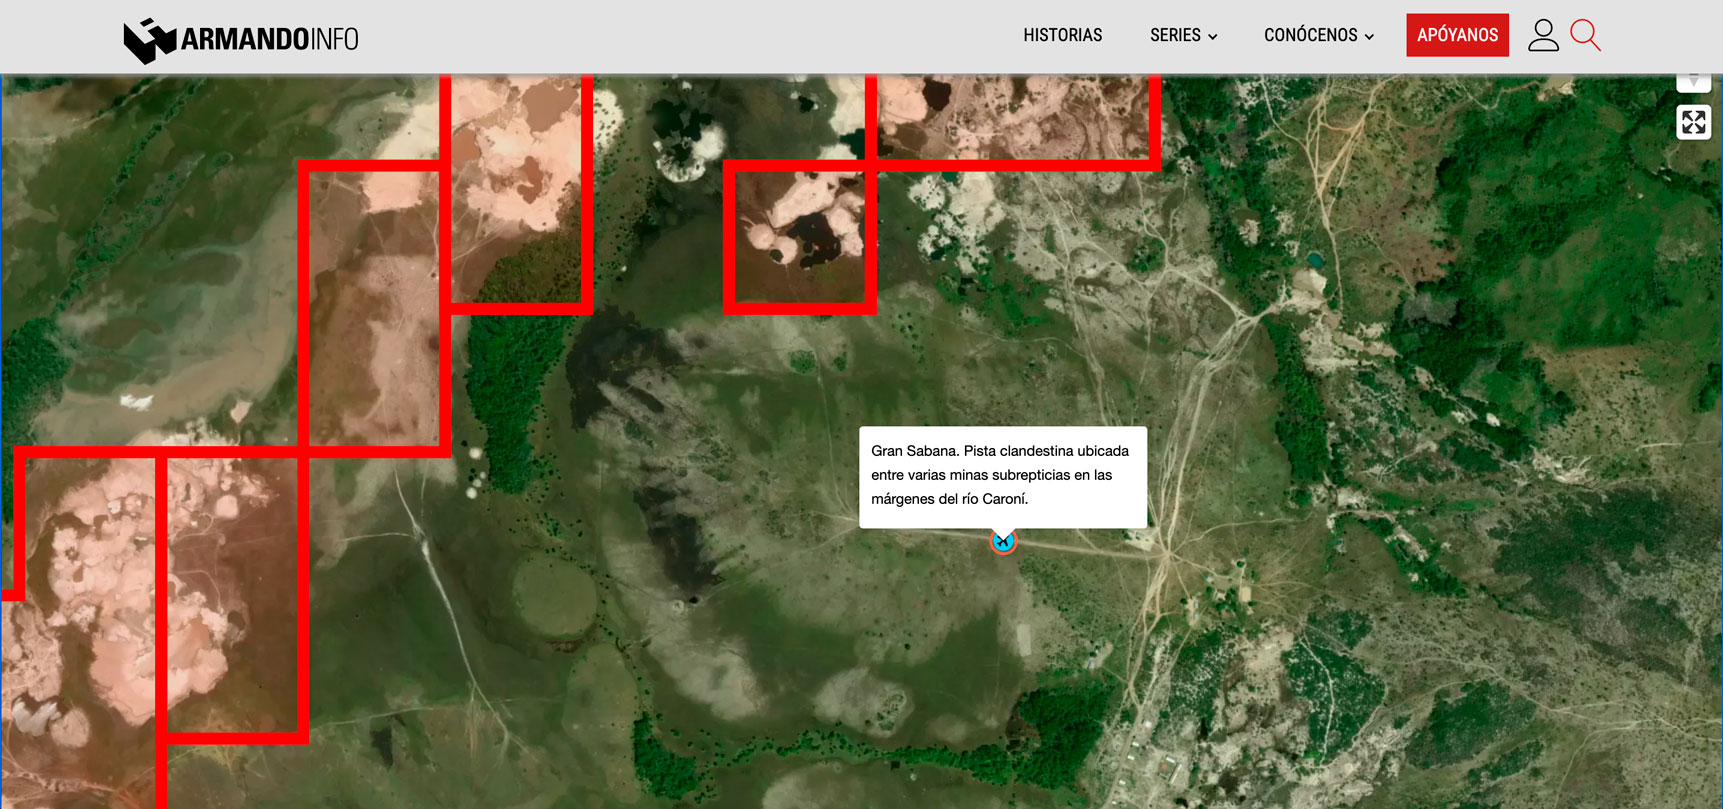 ARMANDOINFO
HISTORIAS
SERIES
CONÓCENOS
APÓYANOS
Gran Sabana. Pista clandestina ubicada
entre varias minas subrepticias en las
márgenes del río Caroní.